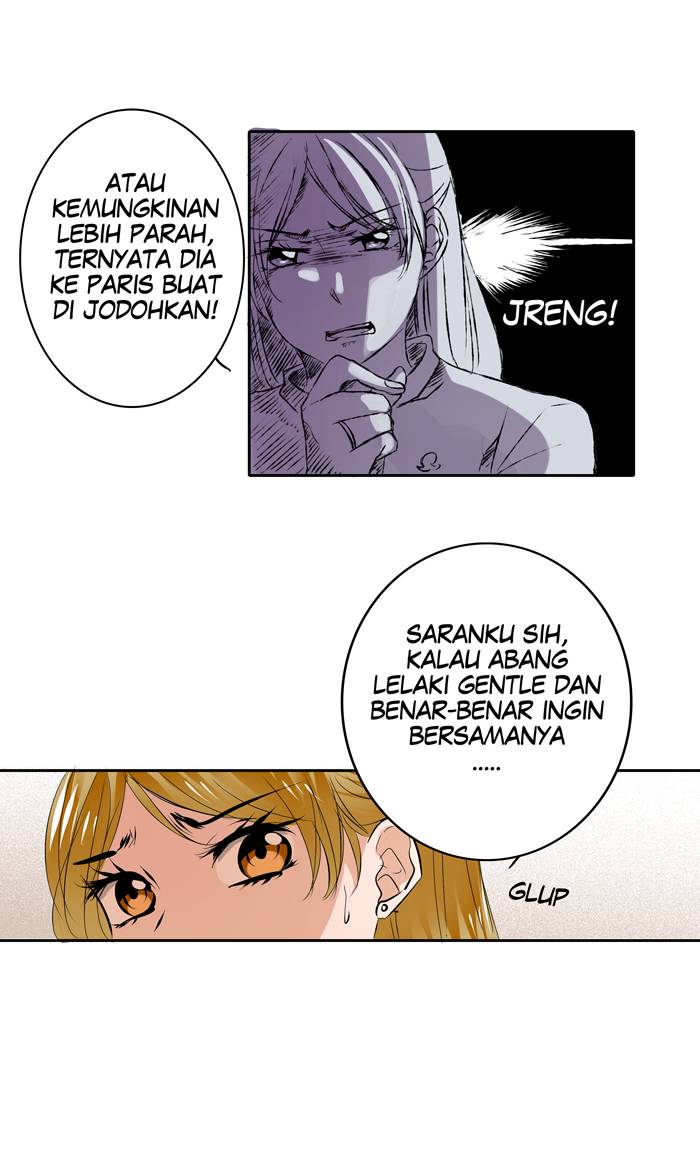 ATAU
KEMUNGKINAN
LEBIH PARAH,
TERNYATA DIA
KE PARIS BUAT
DI JODOHKAN!
JRENG!
SARANKU SIH,
KALAU ABANG
LELAKI GENTLE DAN
BENAR-BENAR INGIN
BERSAMANYA
.....
GLUP